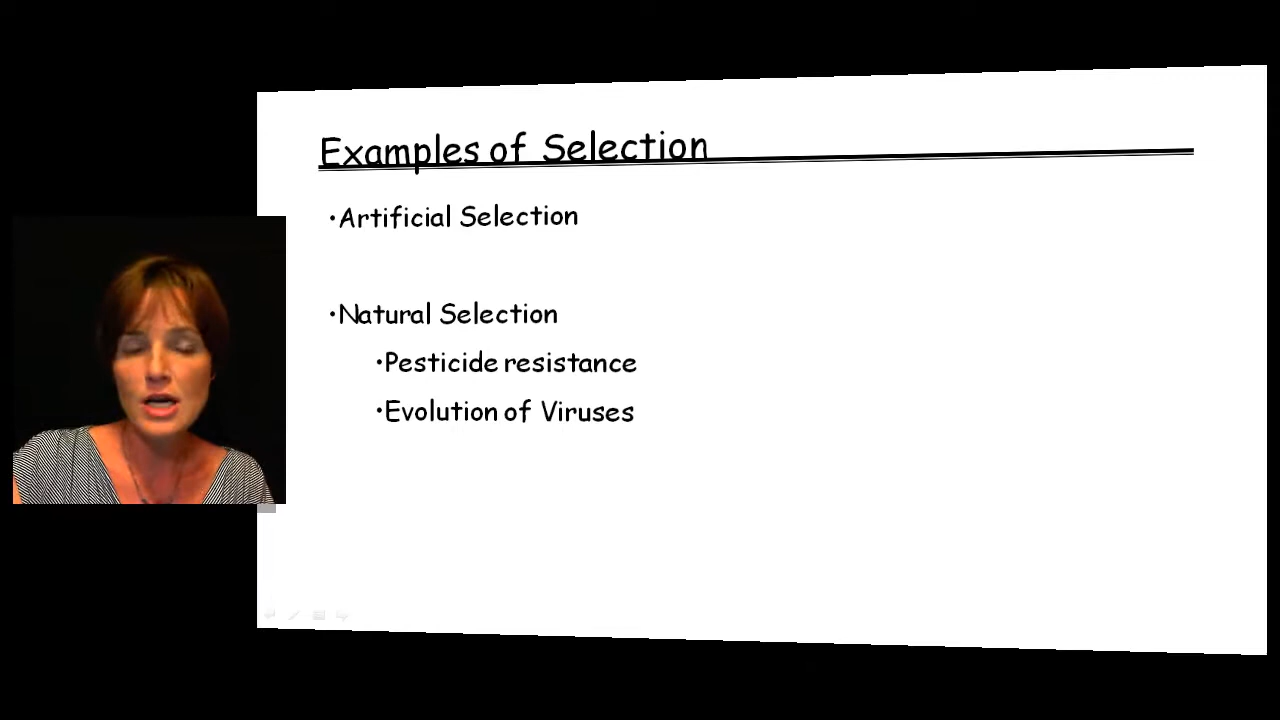 Examples of Selection
•Artificial Selection
•Natural Selection
•Pesticide resistance
•Evolution of Viruses